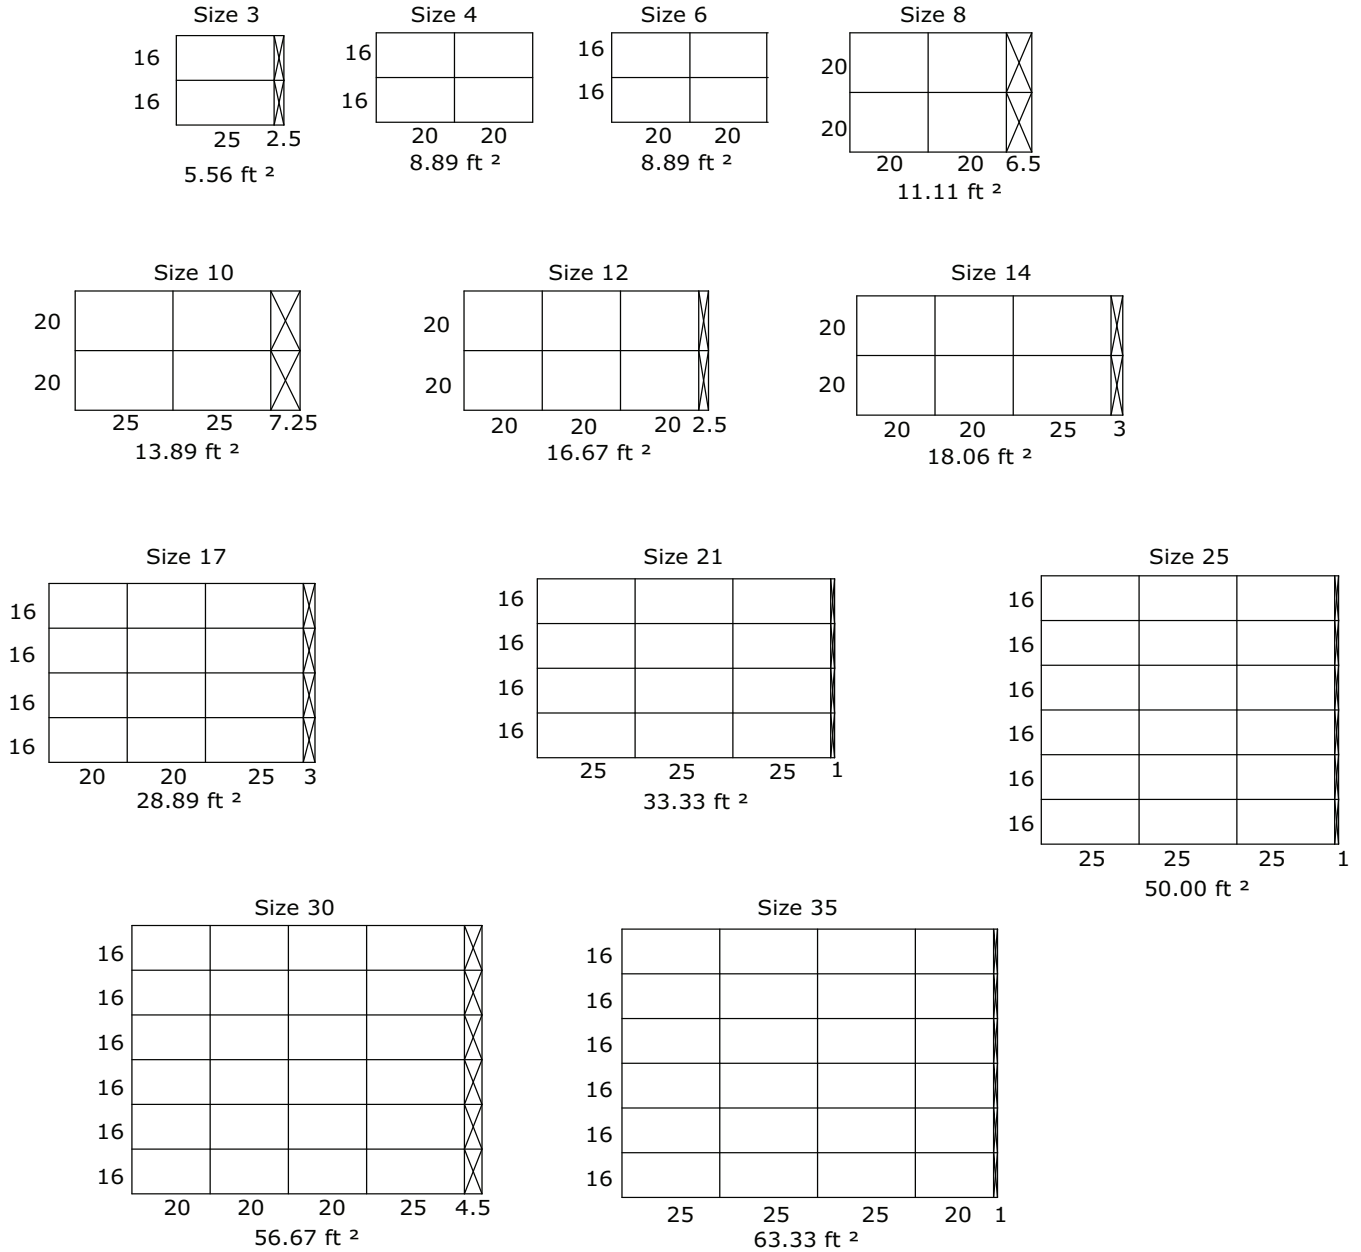 Size 3
16
16
25 2.5
5.56 ft ²
Size 4
16
16
20 20
8.89 ft ²
Size 6
16
16
20 20
8.89 ft ²
Size 8
20
20
20 20 6.5
11.11 ft ²
Size 10
20
20
25 25 7.25
13.89 ft ²
Size 12
20
20
20 20 20 2.5
16.67 ft ²
Size 14
20
20
20 20 25 3
18.06 ft ²
Size 17
16
16
16
16
20 20 25 3
28.89 ft ²
Size 21
16
16
16
16
25 25 25 1
33.33 ft ²
Size 25
16
16
16
16
16
16
25 25 25 1
50.00 ft ²
Size 30
16
16
16
16
16
16
20 20 20 25 4.5
56.67 ft ²
Size 35
16
16
16
16
16
16
25 25 25 20 1
63.33 ft ²